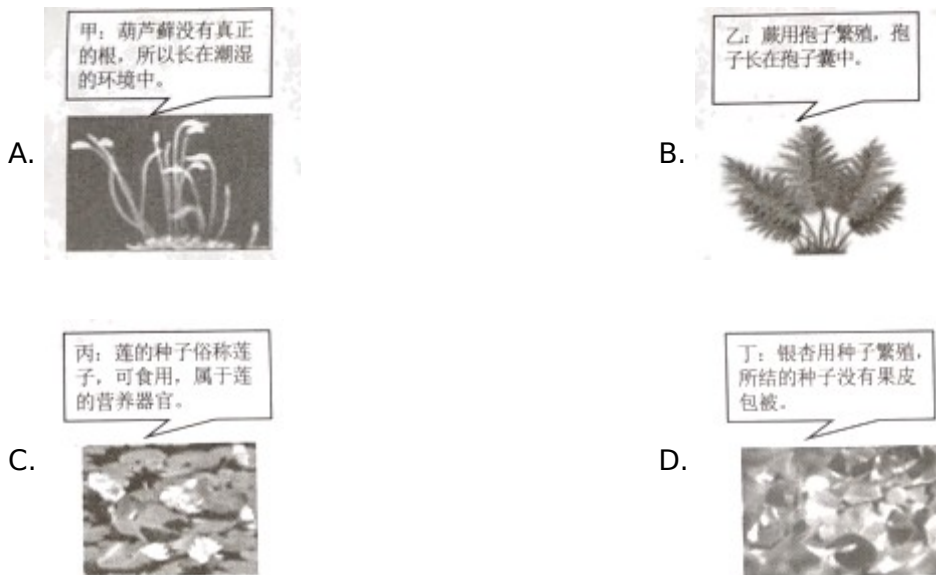 甲：葫芦藓没有真正
的根，所以长在潮湿
的环境中。
A.
乙：蕨用孢子繁殖，孢
子长在孢子囊中。
B.
丙：莲的种子俗称莲
子，可食用，属于莲
的营养器官。
C.
丁：银杏用种子繁殖，
所结的种子没有果皮
包被。
D.